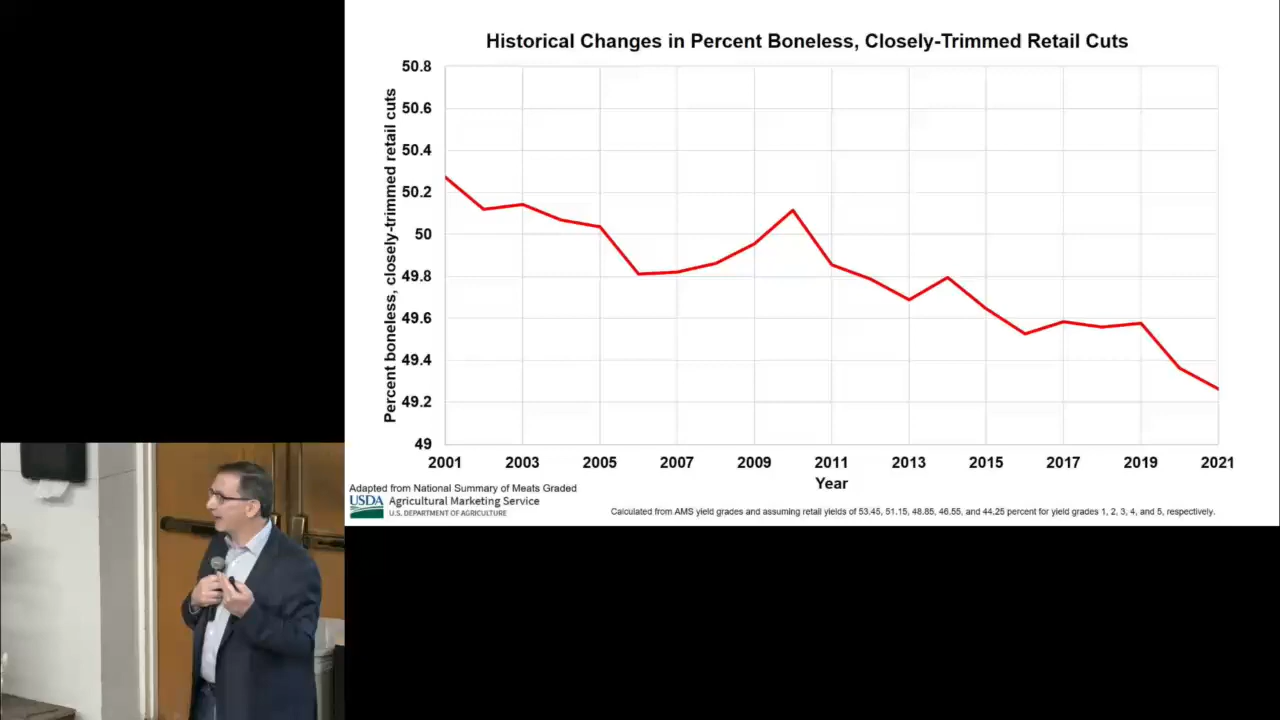 Historical Changes in Percent Boneless, Closely-Trimmed Retail Cuts
Percent boneless, closely-trimmed retail cuts
50.8
50.6
50.4
50.2
50
49.8
49.6
49.4
49.2
49
2001 2003 2005 2007 2009 2011 2013 2015 2017 2019 2021
Year
Adapted from National Summary of Meats Graded
USDA Agricultural Marketing Service
U.S. DEPARTMENT OF AGRICULTURE
Calculated from AMS yield grades and assuming retail yields of 53.45, 51.15, 48.85, 46.55, and 44.25 percent for yield grades 1, 2, 3, 4, and 5, respectively.